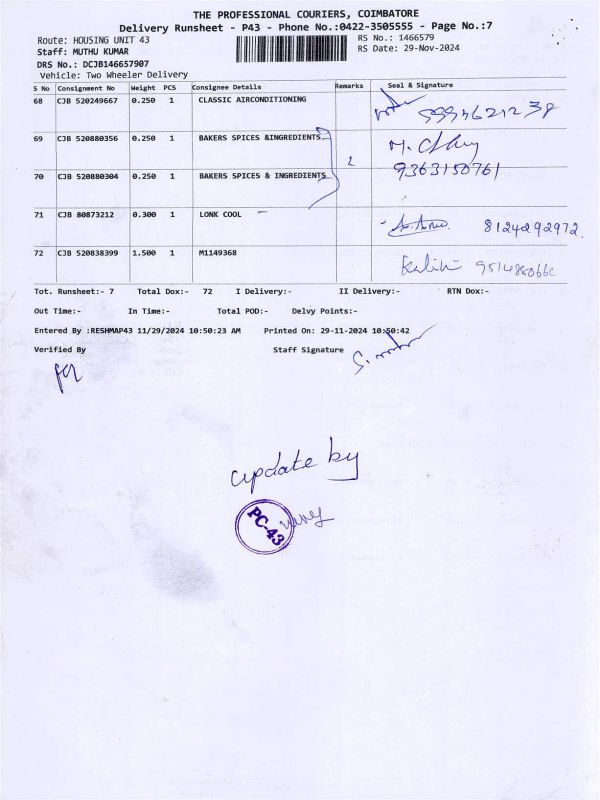 THE PROFESSIONAL COURIERS, COIMBATORE
Delivery Runsheet - P43 - Phone No.:0422-3505555 - Page No.:7
Route: HOUSING UNIT 43 RS No.: 1466579
Staff: MUTHU KUMAR RS Date: 29-Nov-2024
DRS No.: DCJB146657907
Vehicle: Two Wheeler Delivery
S No Consignment No Weight PCS Consignee Details Remarks Seal & Signature
68 CJB 520249667 0.250 1 CLASSIC AIRCONDITIONING
69 CJB 520880356 0.250 1 BAKERS SPICES &INGREDIENTS 2
9363150761
70 CJB 520880304 0.250 1 BAKERS SPICES & INGREDIENTS
71 CJB 80873212 0.300 1 LONK COOL 8124292972
72 CJB 520838399 1.500 1 M1149368
Tot. Runsheet:- 7 Total Dox:- 72 I Delivery:- II Delivery:- RTN Dox:-
Out Time:- In Time:- Total POD:- Delvy Points:-
Entered By :RESHMAP43 11/29/2024 10:50:23 AM Printed On: 29-11-2024 10:50:42
Verified By Staff Signature
update by
PC-43